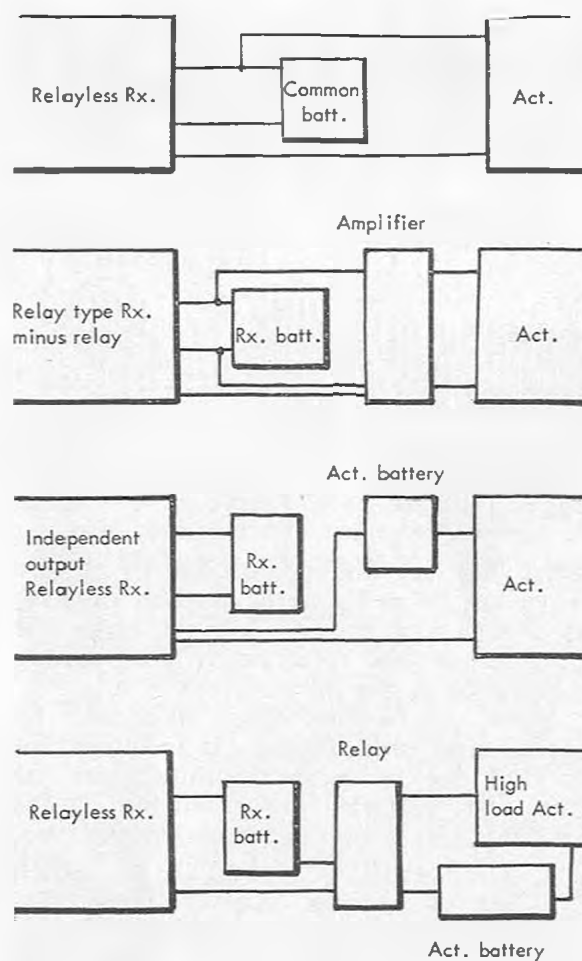 Relayless Rx.
Common
batt.
Act.
Amplifier
Relay type Rx.
minus relay
Rx. batt.
Act.
Act. battery
Independent
output
Relayless Rx.
Rx.
batt.
Act.
Relay
Relayless Rx.
Rx.
batt.
High
load Act.
Act. battery